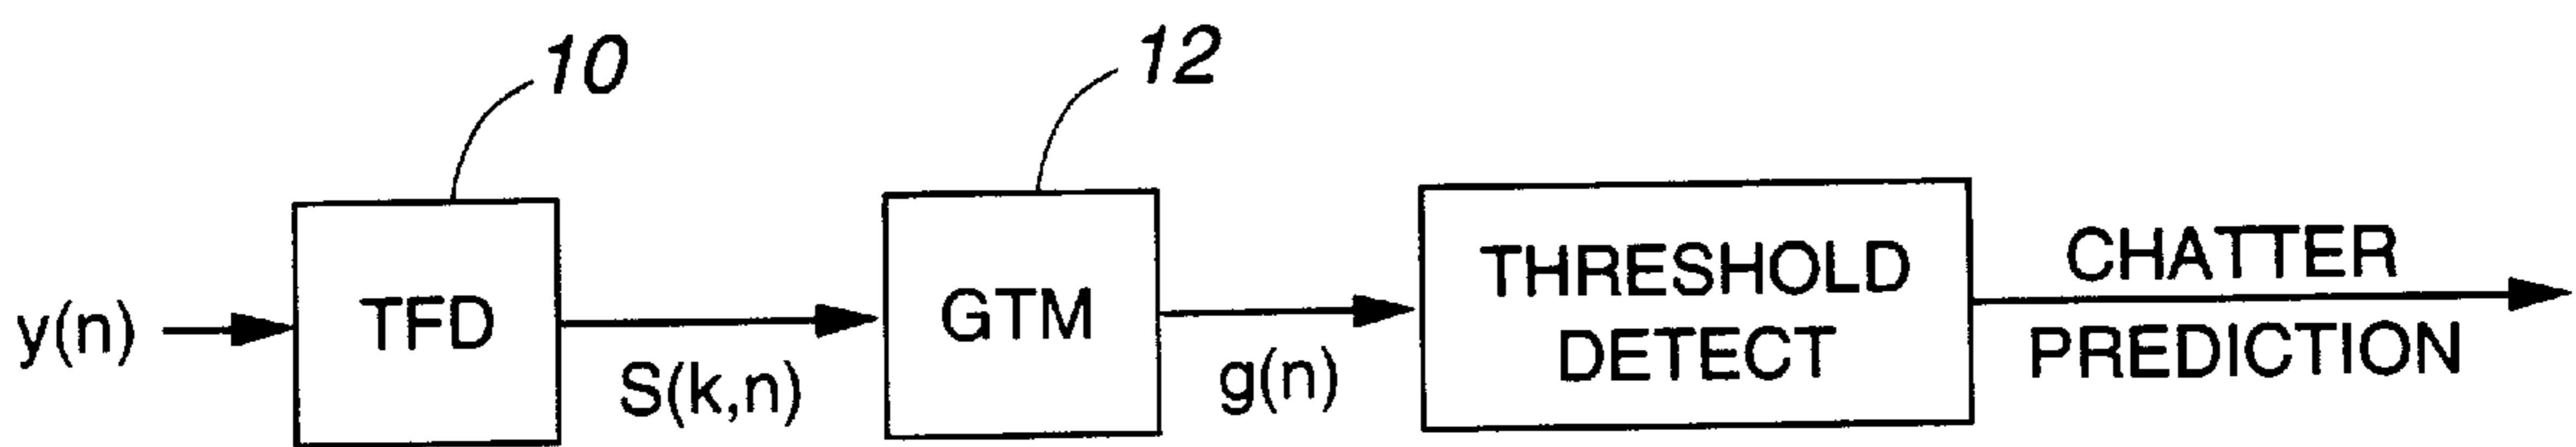 10
12
y(n)
TFD
S(k,n)
GTM
g(n)
THRESHOLD
DETECT
CHATTER
PREDICTION